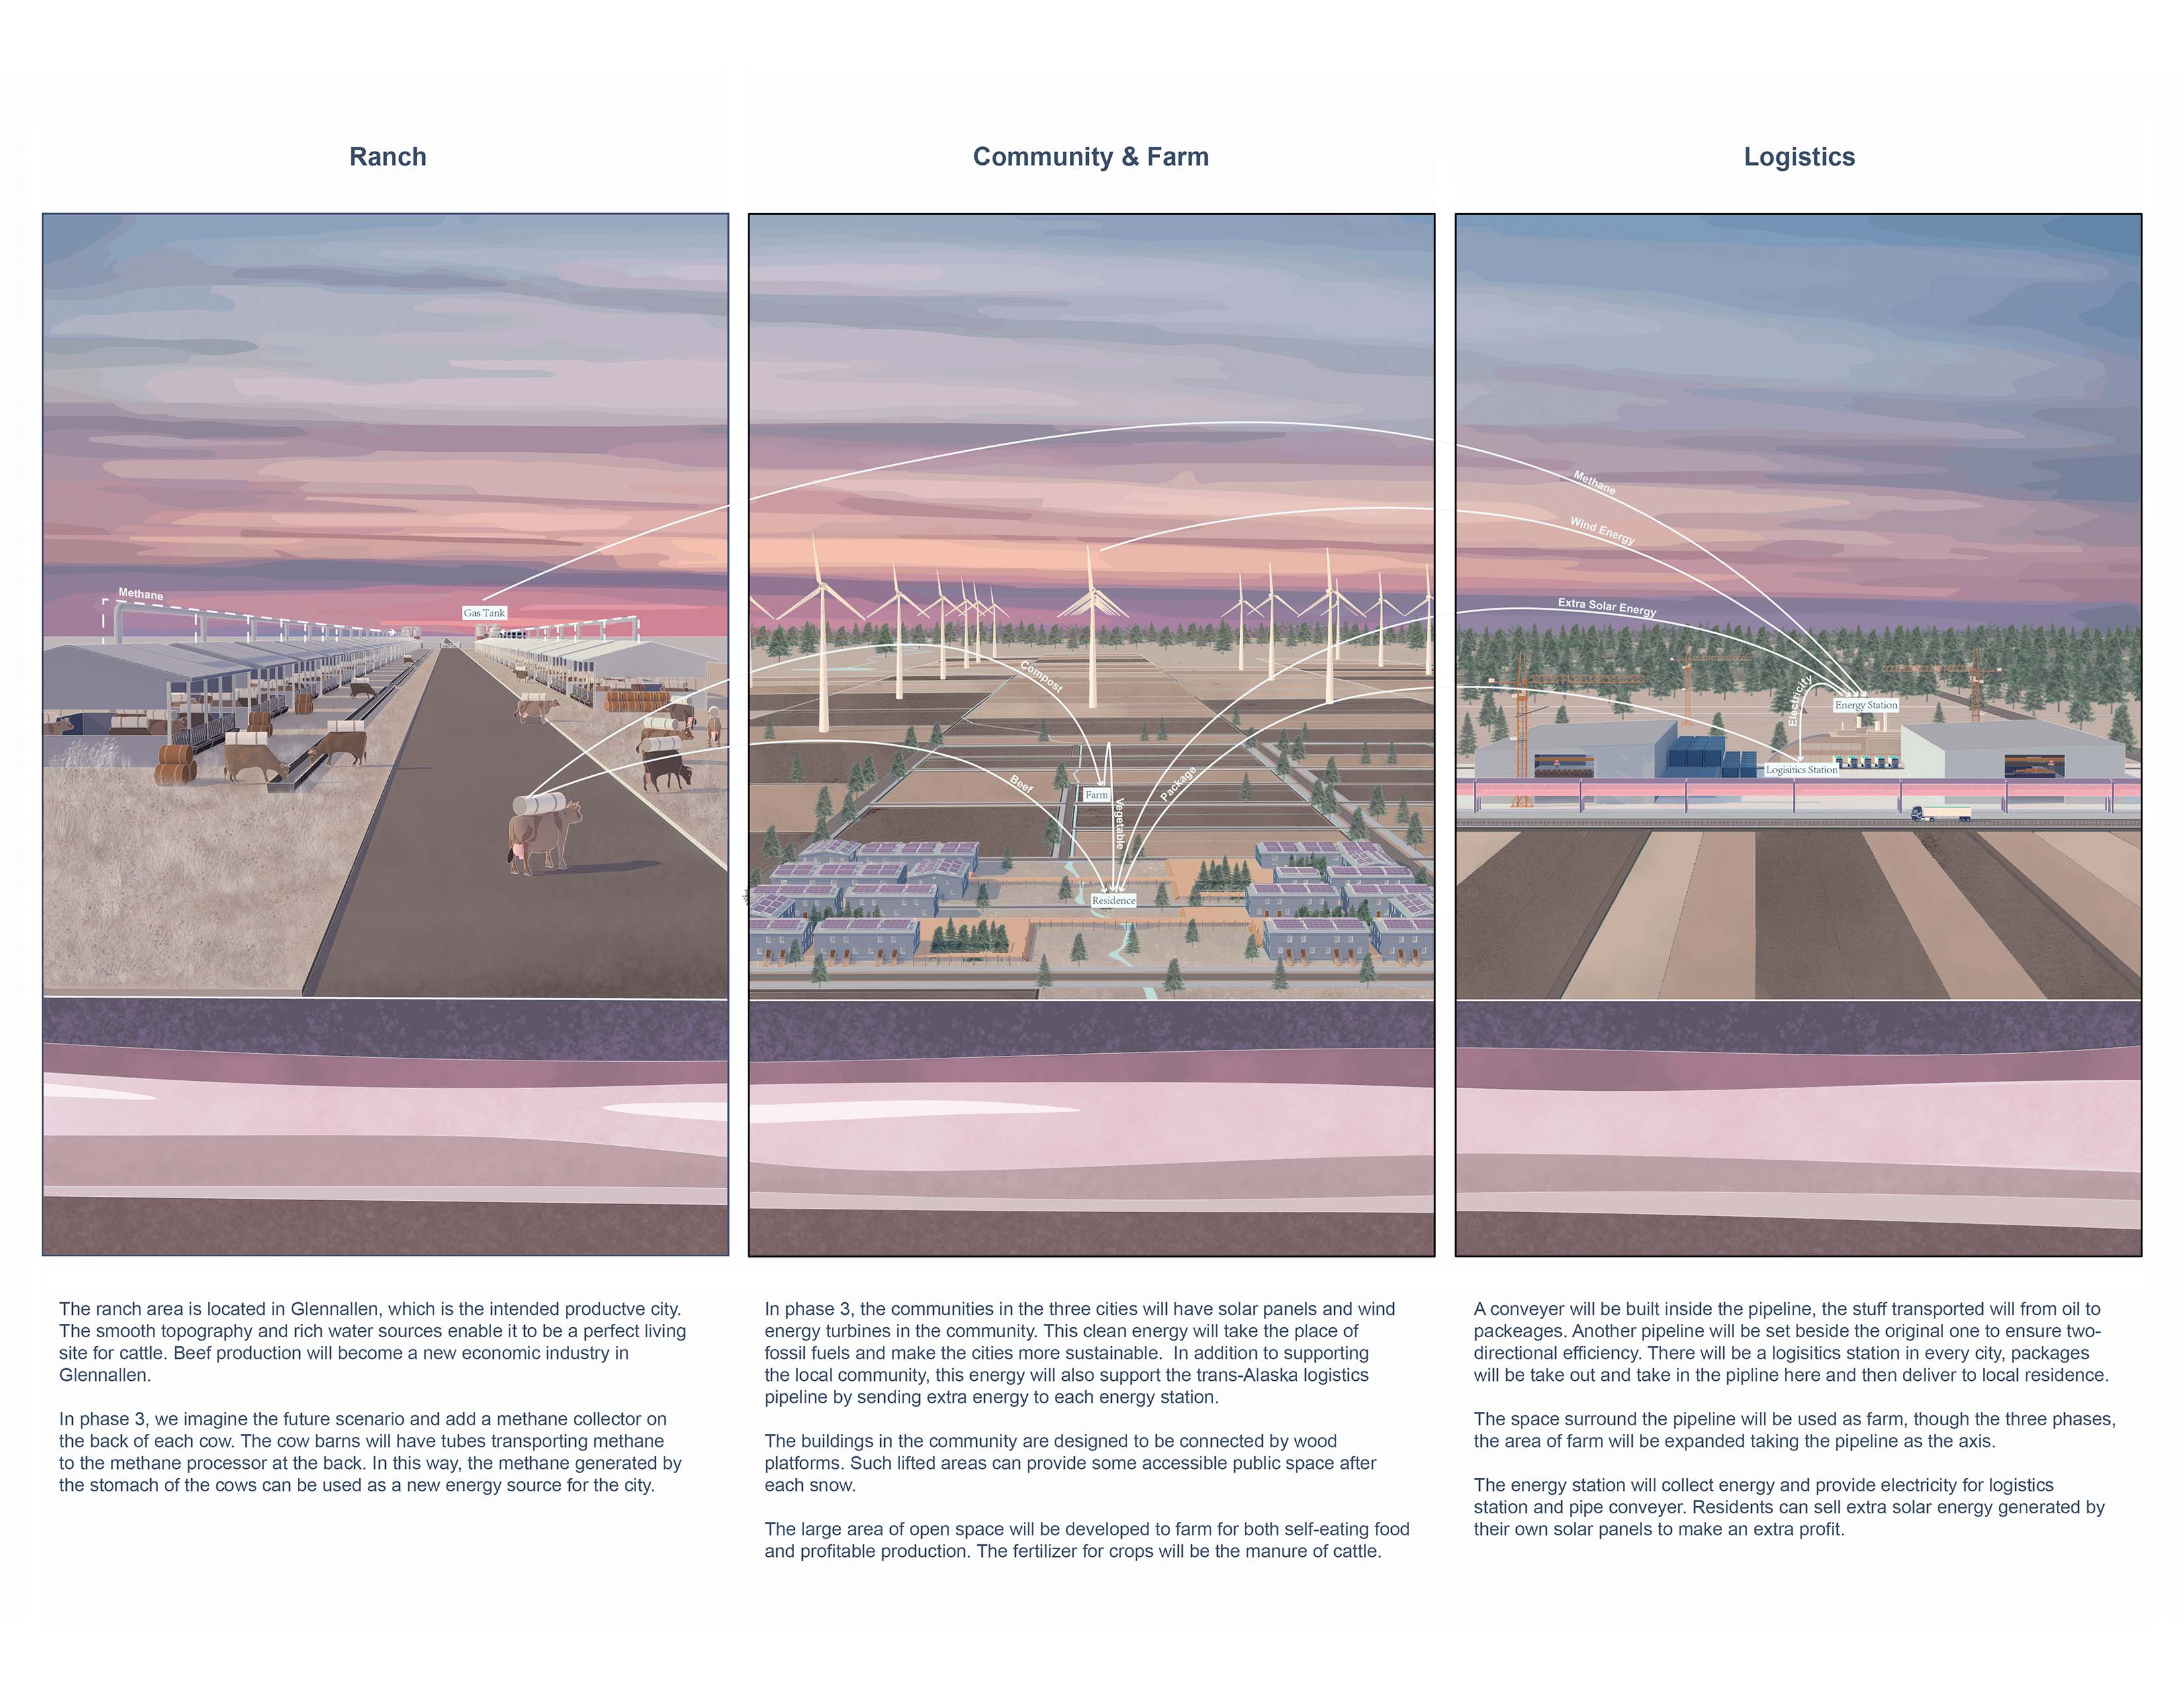 Ranch
Community & Farm
Logistics
Methane
Gas Tank
Compost
Beef
Farm
Vegetable
Package
Residence
Methane
Wind Energy
Extra Solar Energy
Electricity
Energy Station
Logisitics Station
The ranch area is located in Glennallen, which is the intended productve city.
The smooth topography and rich water sources enable it to be a perfect living
site for cattle. Beef production will become a new economic industry in
Glennallen.
In phase 3, we imagine the future scenario and add a methane collector on
the back of each cow. The cow barns will have tubes transporting methane
to the methane processor at the back. In this way, the methane generated by
the stomach of the cows can be used as a new energy source for the city.
In phase 3, the communities in the three cities will have solar panels and wind
energy turbines in the community. This clean energy will take the place of
fossil fuels and make the cities more sustainable.  In addition to supporting
the local community, this energy will also support the trans-Alaska logistics
pipeline by sending extra energy to each energy station.
The buildings in the community are designed to be connected by wood
platforms. Such lifted areas can provide some accessible public space after
each snow.
The large area of open space will be developed to farm for both self-eating food
and profitable production. The fertilizer for crops will be the manure of cattle.
A conveyer will be built inside the pipeline, the stuff transported will from oil to
packeages. Another pipeline will be set beside the original one to ensure two-
directional efficiency. There will be a logisitics station in every city, packages
will be take out and take in the pipline here and then deliver to local residence.
The space surround the pipeline will be used as farm, though the three phases,
the area of farm will be expanded taking the pipeline as the axis.
The energy station will collect energy and provide electricity for logistics
station and pipe conveyer. Residents can sell extra solar energy generated by
their own solar panels to make an extra profit.